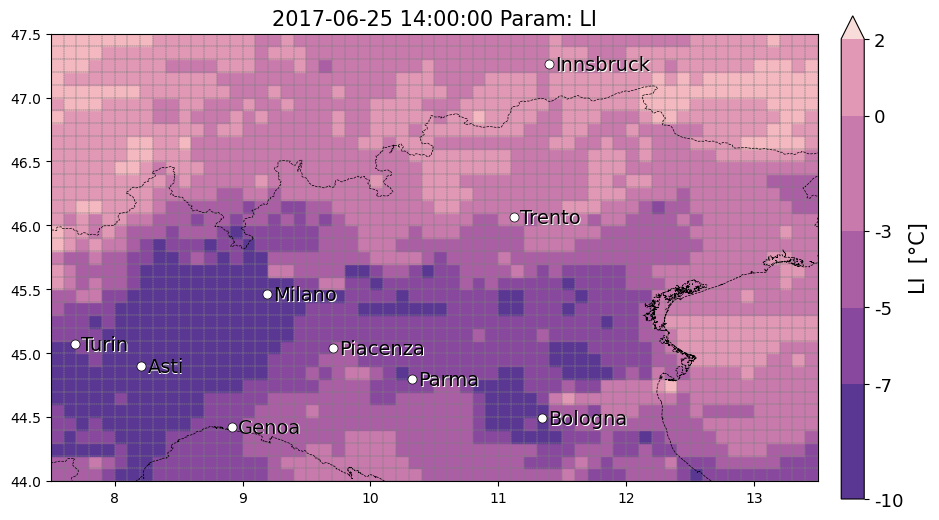 2017-06-25 14:00:00 Param: LI
47.5
47.0
46.5
46.0
45.5
45.0
44.5
44.0
8
9
10
11
12
13
Innsbruck
Trento
Milano
Turin
Piacenza
Asti
Parma
Bologna
Genoa
2
0
-3
-5
-7
-10
LI [°C]